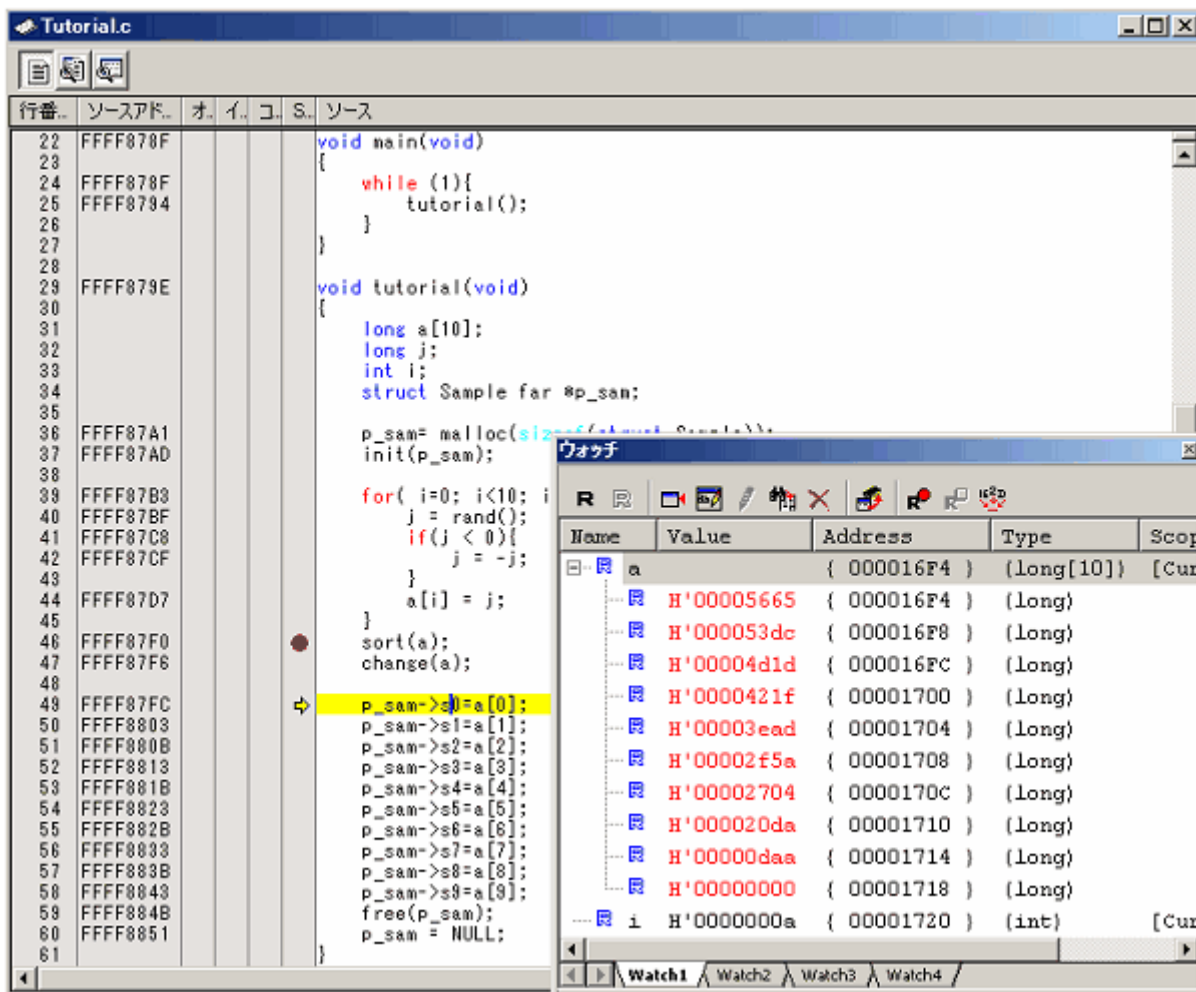 Tutorial.c
行番... ソースアド... オ.. イ.. コ.. S.. ソース
22 FFFF878F void main(void)
23 {
24 FFFF878F while (1){
25 FFFF8794 tutorial();
26 }
27 }
28
29 FFFF879E void tutorial(void)
30 {
31 long a[10];
32 long j;
33 int i;
34 struct Sample far *p_sam;
35
36 FFFF87A1 p_sam= malloc(sizeof(struct Sample));
37 FFFF87AD init(p_sam);
38
39 FFFF87B3 for( i=0; i<10; i
40 FFFF87BF j = rand();
41 FFFF87C8 if(j < 0){
42 FFFF87CF j = -j;
43 }
44 FFFF87D7 a[i] = j;
45 }
46 FFFF87F0 sort(a);
47 FFFF87F6 change(a);
48
49 FFFF87FC p_sam->s0=a[0];
50 FFFF8803 p_sam->s1=a[1];
51 FFFF880B p_sam->s2=a[2];
52 FFFF8813 p_sam->s3=a[3];
53 FFFF881B p_sam->s4=a[4];
54 FFFF8823 p_sam->s5=a[5];
55 FFFF882B p_sam->s6=a[6];
56 FFFF8833 p_sam->s7=a[7];
57 FFFF883B p_sam->s8=a[8];
58 FFFF8843 p_sam->s9=a[9];
59 FFFF884B free(p_sam);
60 FFFF8851 p_sam = NULL;
61 }
ウォッチ
R R R R 16 2 D
Name Value Address Type Scop
R a { 000016F4 } (long[10]) [Cur
R H'00005665 { 000016F4 } (long)
R H'000053dc { 000016F8 } (long)
R H'00004d1d { 000016FC } (long)
R H'0000421f { 00001700 } (long)
R H'00003ead { 00001704 } (long)
R H'00002f5a { 00001708 } (long)
R H'00002704 { 0000170C } (long)
R H'000020da { 00001710 } (long)
R H'00000daa { 00001714 } (long)
R H'00000000 { 00001718 } (long)
R i H'0000000a { 00001720 } (int) [Cur
Watch1 Watch2 Watch3 Watch4